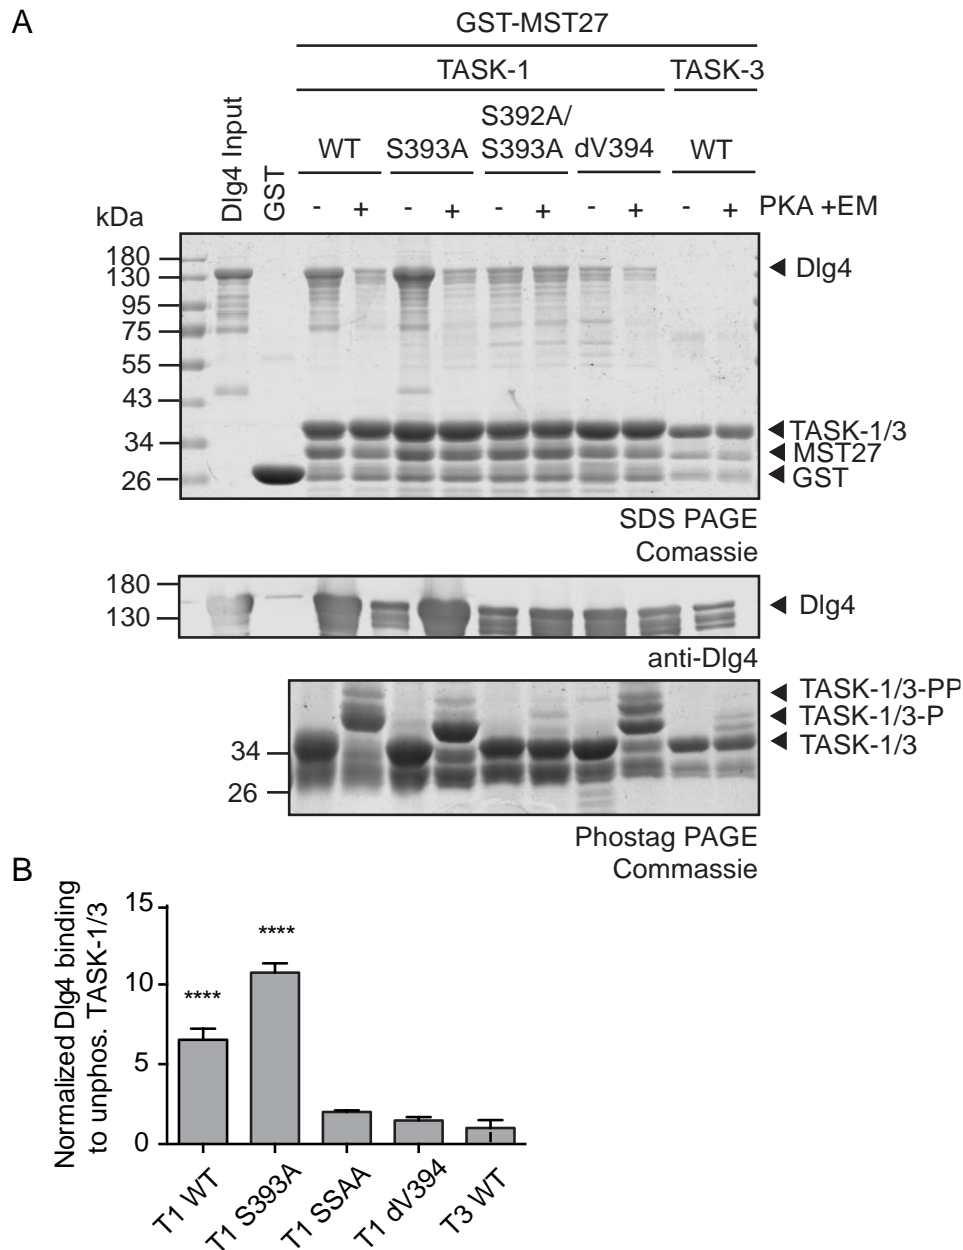 A
GST-MST27
TASK-1 TASK-3
S392A/
WT S393A S393A dV394 WT
Dlg4 Input
GST
kDa - + - + - + - + - + PKA +EM
180
130
95
75
55
43
34
26
Dlg4
TASK-1/3
MST27
GST
SDS PAGE
Comassie
180
130
Dlg4
anti-Dlg4
TASK-1/3-PP
TASK-1/3-P
TASK-1/3
34
26
Phostag PAGE
Commassie
B
Normalized Dlg4 binding
to unphos. TASK-1/3
15
10
5
0
****
****
T1 WT
T1 S393A
T1 SSAA
T1 dV394
T3 WT